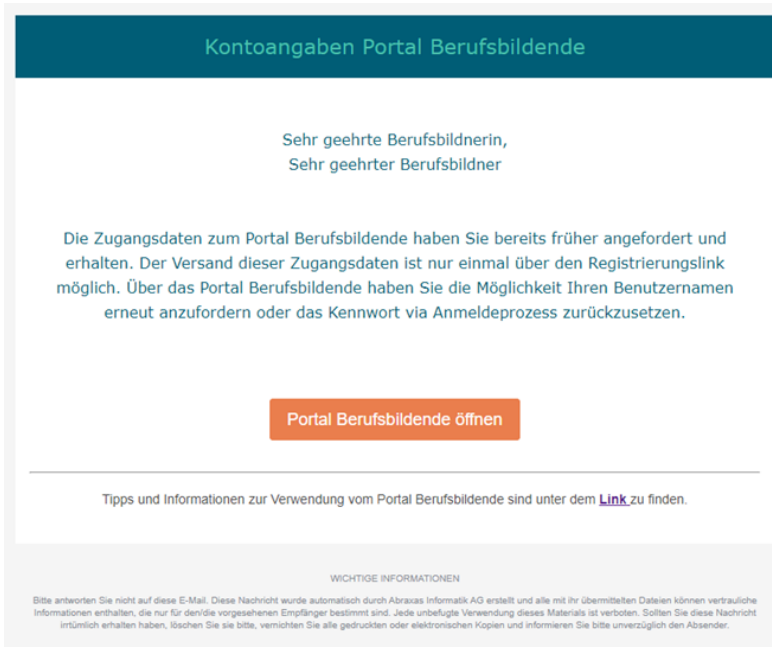 Kontoangaben Portal Berufsbildende
Sehr geehrte Berufsbildnerin,
Sehr geehrter Berufsbildner
Die Zugangsdaten zum Portal Berufsbildende haben Sie bereits früher angefordert und
erhalten. Der Versand dieser Zugangsdaten ist nur einmal über den Registrierungslink
möglich. Über das Portal Berufsbildende haben Sie die Möglichkeit Ihren Benutzernamen
erneut anzufordern oder das Kennwort via Anmeldeprozess zurückzusetzen.
Portal Berufsbildende öffnen
Tipps und Informationen zur Verwendung vom Portal Berufsbildende sind unter dem Link zu finden.
WICHTIGE INFORMATIONEN
Bitte antworten Sie nicht auf diese E-Mail. Diese Nachricht wurde automatisch durch Abraxas Informatik AG erstellt und alle mit ihr übermittelten Dateien können vertrauliche
Informationen enthalten, die nur für den/die vorgesehenen Empfänger bestimmt sind. Jede unbefugte Verwendung dieses Materials ist verboten. Sollten Sie diese Nachricht
irrtümlich erhalten haben, löschen Sie sie bitte, vernichten Sie alle gedruckten oder elektronischen Kopien und informieren Sie bitte unverzüglich den Absender.